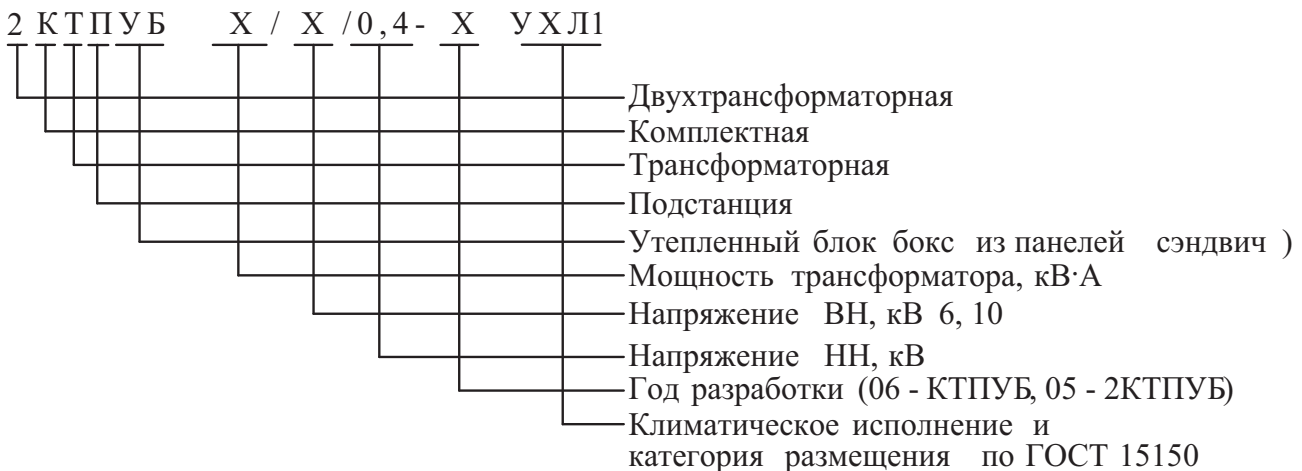 2 К Т П У Б Х / Х / 0,4 - Х У Х Л1
Двухтрансформаторная
Комплектная
Трансформаторная
Подстанция
Утепленный блок бокс из панелей сэндвич )
Мощность трансформатора, кВ·А
Напряжение ВН, кВ 6, 10
Напряжение НН, кВ
Год разработки (06 - КТПУБ, 05 - 2КТПУБ)
Климатическое исполнение и
категория размещения по ГОСТ 15150